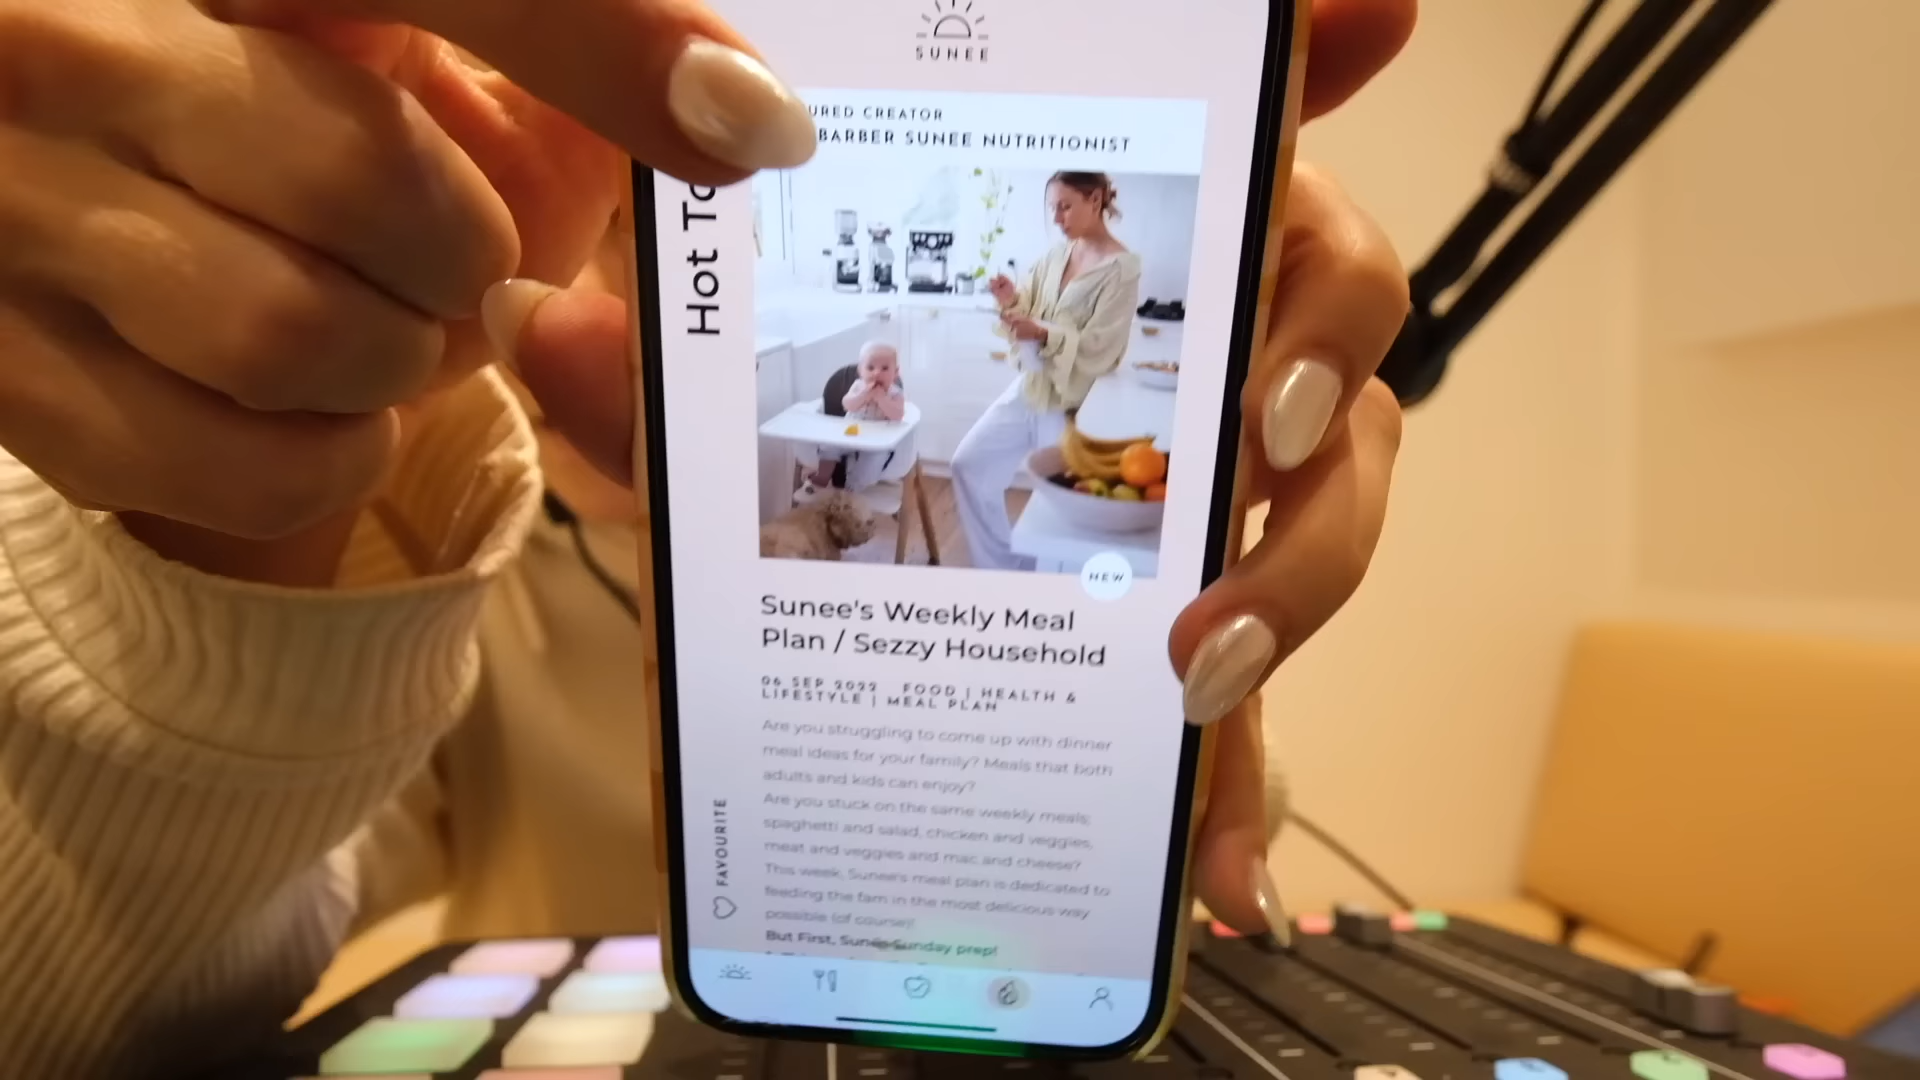 SUNEE
URED CREATOR
BARBER SUNEE NUTRITIONIST
Hot To
NEW
Sunee's Weekly Meal
Plan / Sezzy Household
06 SEP 2022 FOOD | HEALTH &
LIFESTYLE | MEAL PLAN
Are you struggling to come up with dinner
meal ideas for your family? Meals that both
adults and kids can enjoy?
Are you stuck on the same weekly meals;
spaghetti and salad, chicken and veggies,
meat and veggies and mac and cheese?
This week, Sunee's meal plan is dedicated to
feeding the fam in the most delicious way
possible (of course)!
But First, Sunee Sunday prep!
FAVOURITE